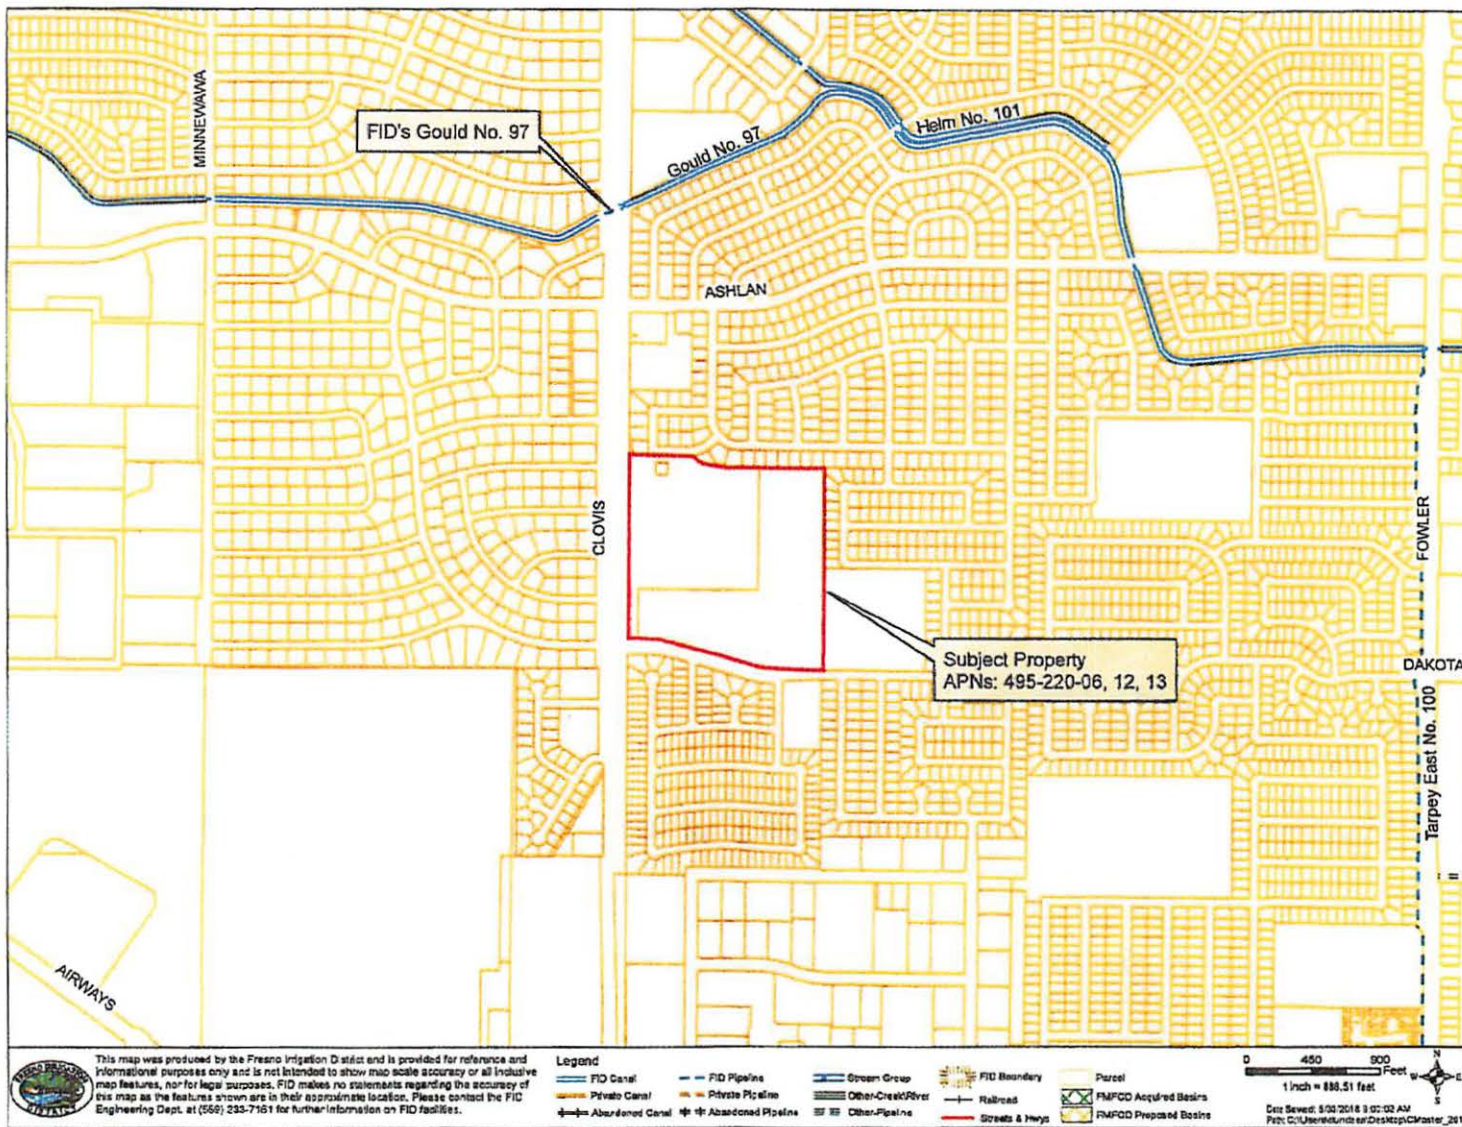 MINNEWAWA
FID's Gould No. 97
Gould No. 97
Helm No. 101
ASHLAN
CLOVIS
FOWLER
Subject Property
APNs: 495-220-06, 12, 13
DAKOTA
Tarpey East No. 100
AIRWAYS
This map was produced by the Fresno Irrigation District and is provided for reference and
informational purposes only and is not intended to show map scale accuracy or all inclusive
map features, nor for legal purposes. FID makes no statements regarding the accuracy of
this map as the features shown are in their approximate location. Please contact the FID
Engineering Dept. at (559) 233-7161 for further information on FID facilities.
Legend
FID Canal
Private Canal
Abandoned Canal
FID Pipeline
Private Pipeline
Abandoned Pipeline
Stream Group
Other-Creek\River
Other-Pipeline
FID Boundary
Railroad
Streets & Hwys
Parcel
FMFCD Acquired Basins
FMFCD Proposed Basins
0 450 900
Feet
1 inch = 888.51 feet
N
W E
S